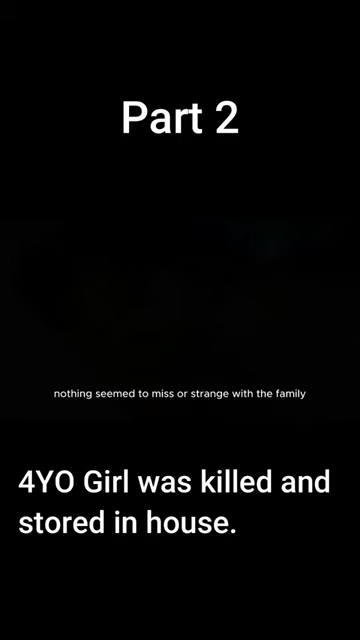 Part 2
nothing seemed to miss or strange with the family
4YO Girl was killed and
stored in house.